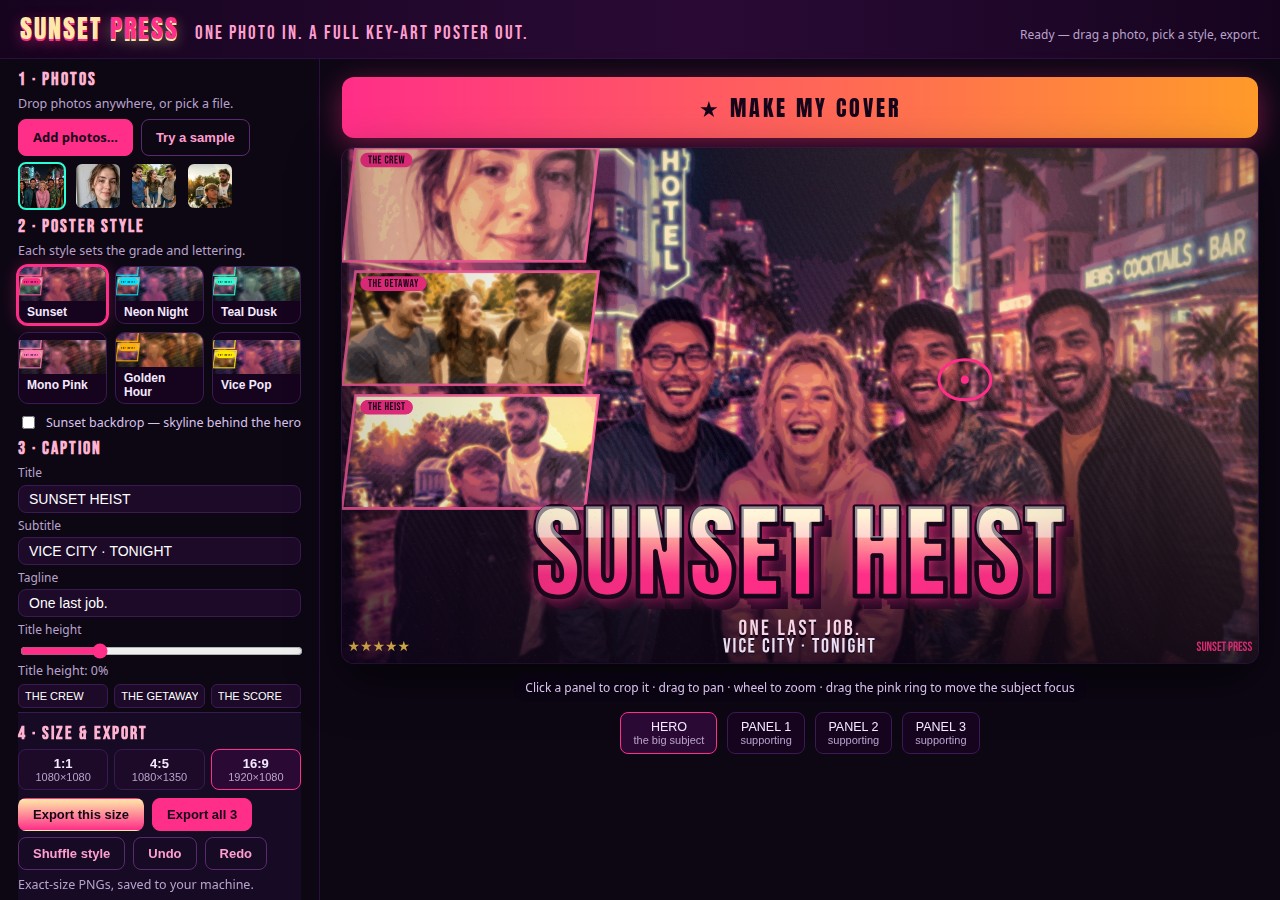 SUNSET PRESS ONE PHOTO IN. A FULL KEY-ART POSTER OUT.
Ready — drag a photo, pick a style, export.
1 · PHOTOS
Drop photos anywhere, or pick a file.
Add photos... Try a sample
2 · POSTER STYLE
Each style sets the grade and lettering.
Sunset Neon Night Teal Dusk
Mono Pink Golden Hour Vice Pop
Sunset backdrop — skyline behind the hero
3 · CAPTION
Title
SUNSET HEIST
Subtitle
VICE CITY · TONIGHT
Tagline
One last job.
Title height
Title height: 0%
THE CREW THE GETAWAY THE SCORE
4 · SIZE & EXPORT
1:1 4:5 16:9
1080×1080 1080×1350 1920×1080
Export this size Export all 3
Shuffle style Undo Redo
Exact-size PNGs, saved to your machine.
★ MAKE MY COVER
THE CREW
HOTEL
NEWS · COCKTAILS · BAR
THE GETAWAY
THE HEIST
SUNSET HEIST
ONE LAST JOB.
VICE CITY · TONIGHT
★★★★★
SUNSET PRESS
Click a panel to crop it · drag to pan · wheel to zoom · drag the pink ring to move the subject focus
HERO PANEL 1 PANEL 2 PANEL 3
the big subject supporting supporting supporting